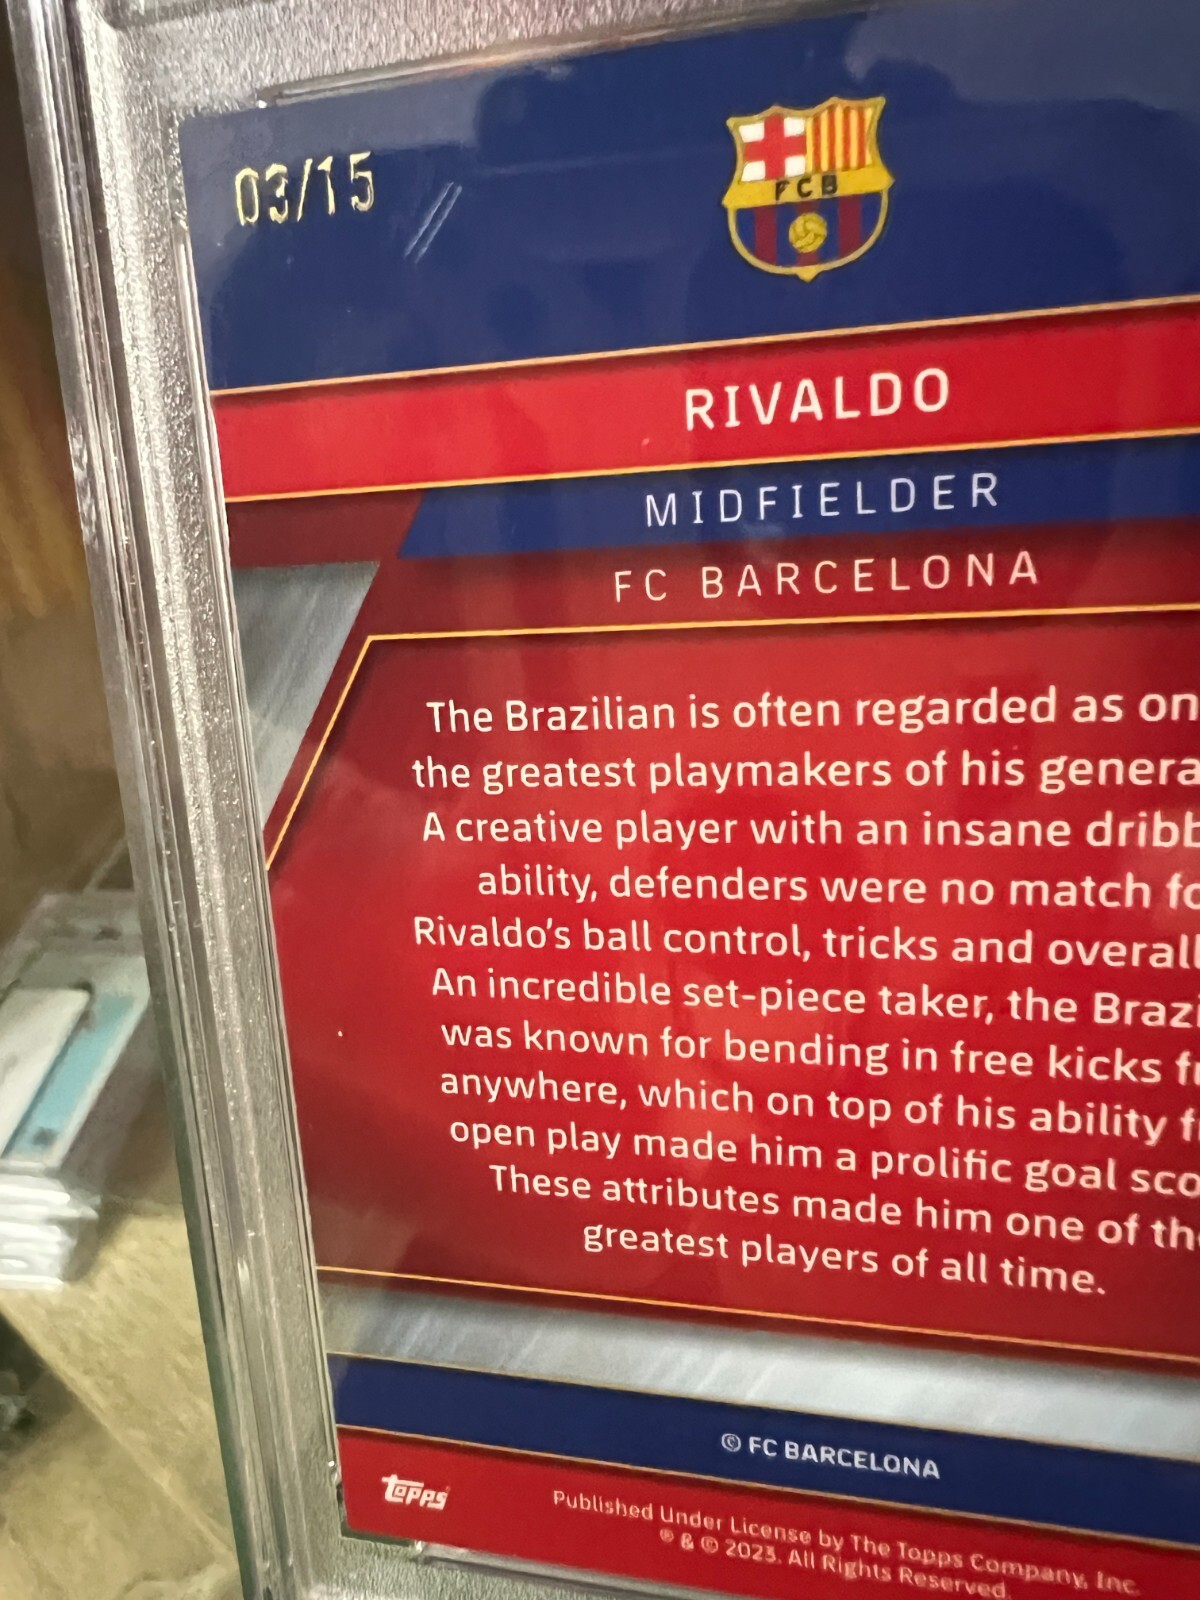 03/15
FCB
RIVALDO
MIDFIELDER
FC BARCELONA
The Brazilian is often regarded as on
the greatest playmakers of his genera
A creative player with an insane dribb
ability, defenders were no match fo
Rivaldo's ball control, tricks and overall
An incredible set-piece taker, the Brazi
was known for bending in free kicks fr
anywhere, which on top of his ability fr
open play made him a prolific goal sco
These attributes made him one of the
greatest players of all time.
© FC BARCELONA
topps
Published Under License by The Topps Company, Inc.
® & © 2023. All Rights Reserved.